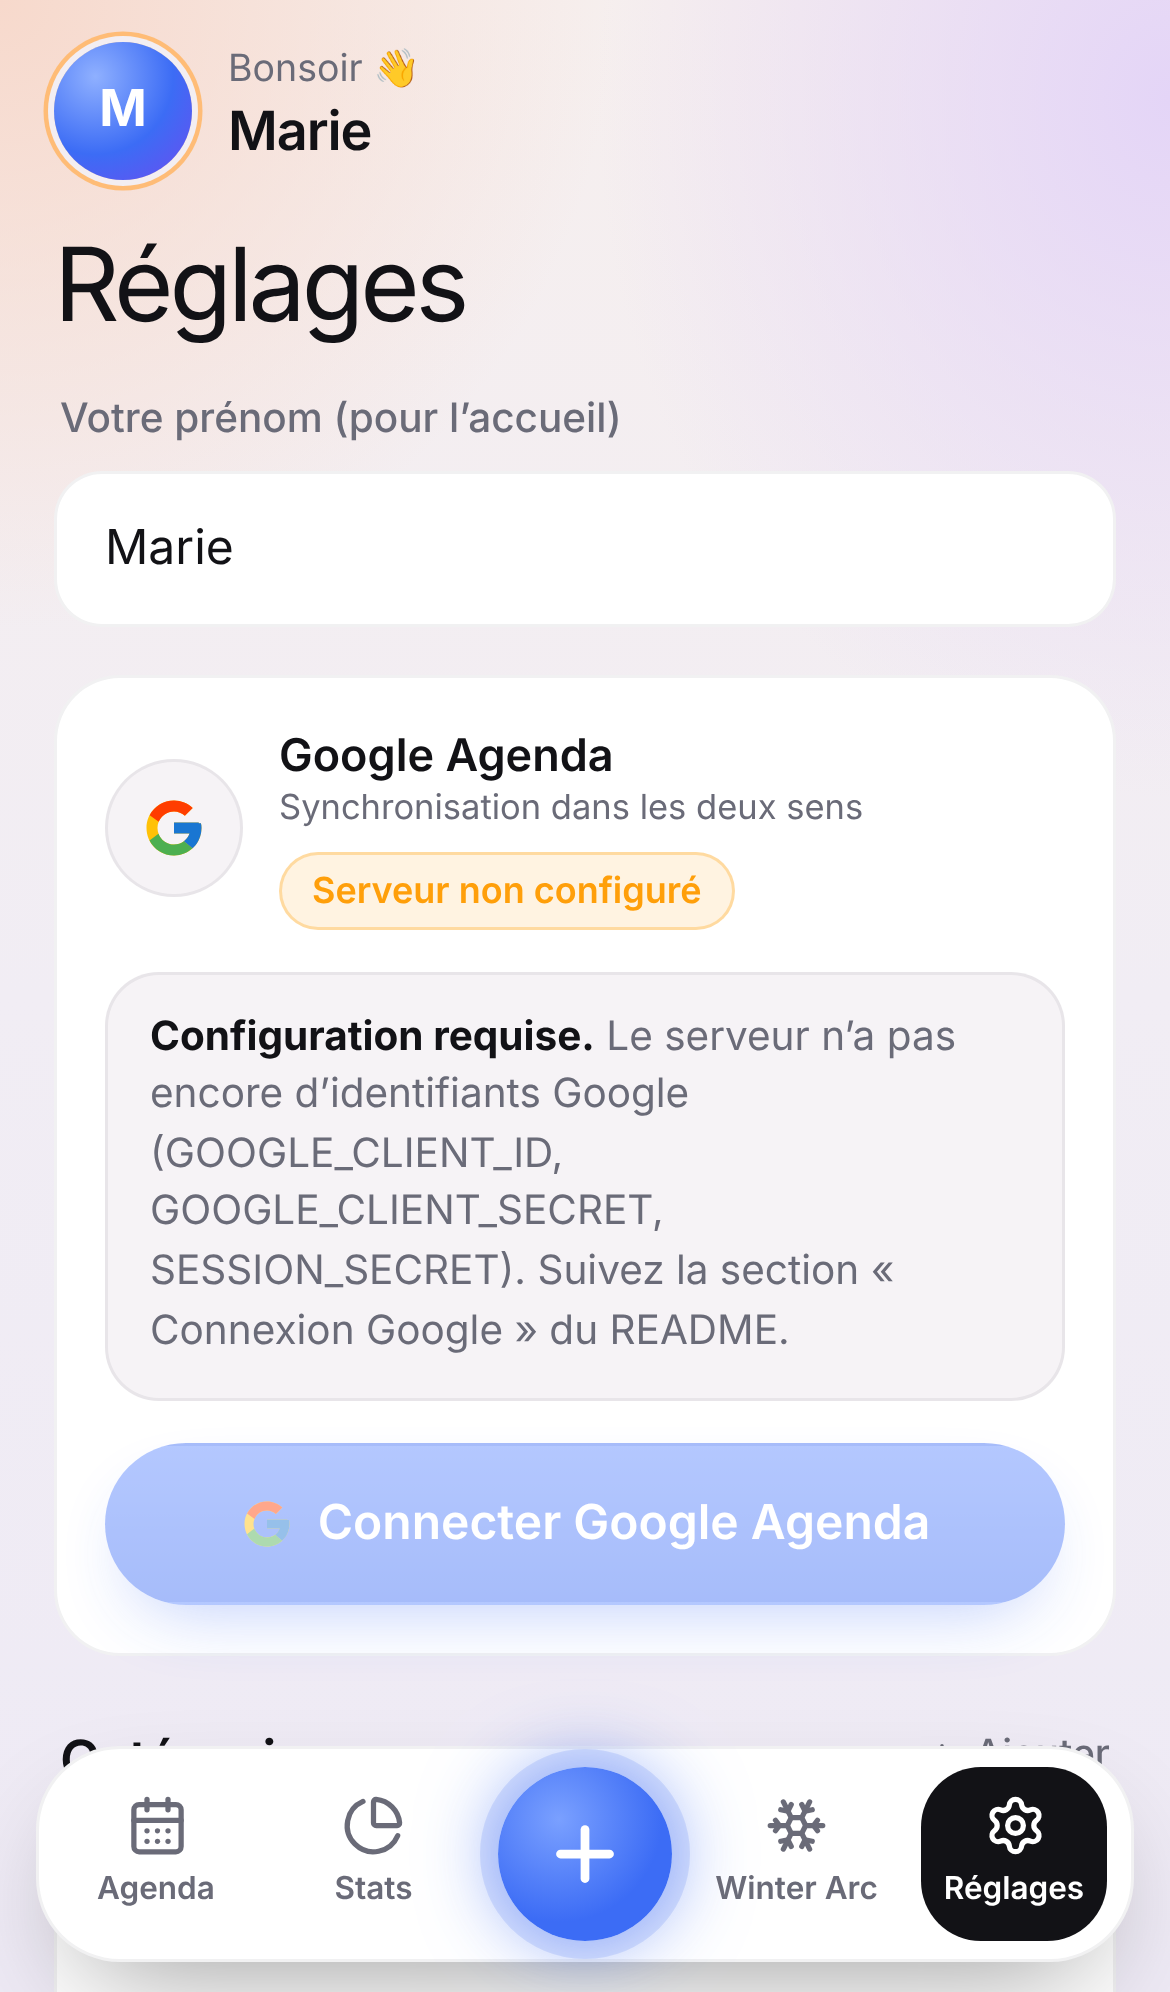 M
Bonsoir 👋
Marie
Réglages
Votre prénom (pour l’accueil)
Marie
Google Agenda
Synchronisation dans les deux sens
Serveur non configuré
Configuration requise. Le serveur n’a pas
encore d’identifiants Google
(GOOGLE_CLIENT_ID,
GOOGLE_CLIENT_SECRET,
SESSION_SECRET). Suivez la section «
Connexion Google » du README.
Connecter Google Agenda
Agenda
Stats
Winter Arc
Réglages